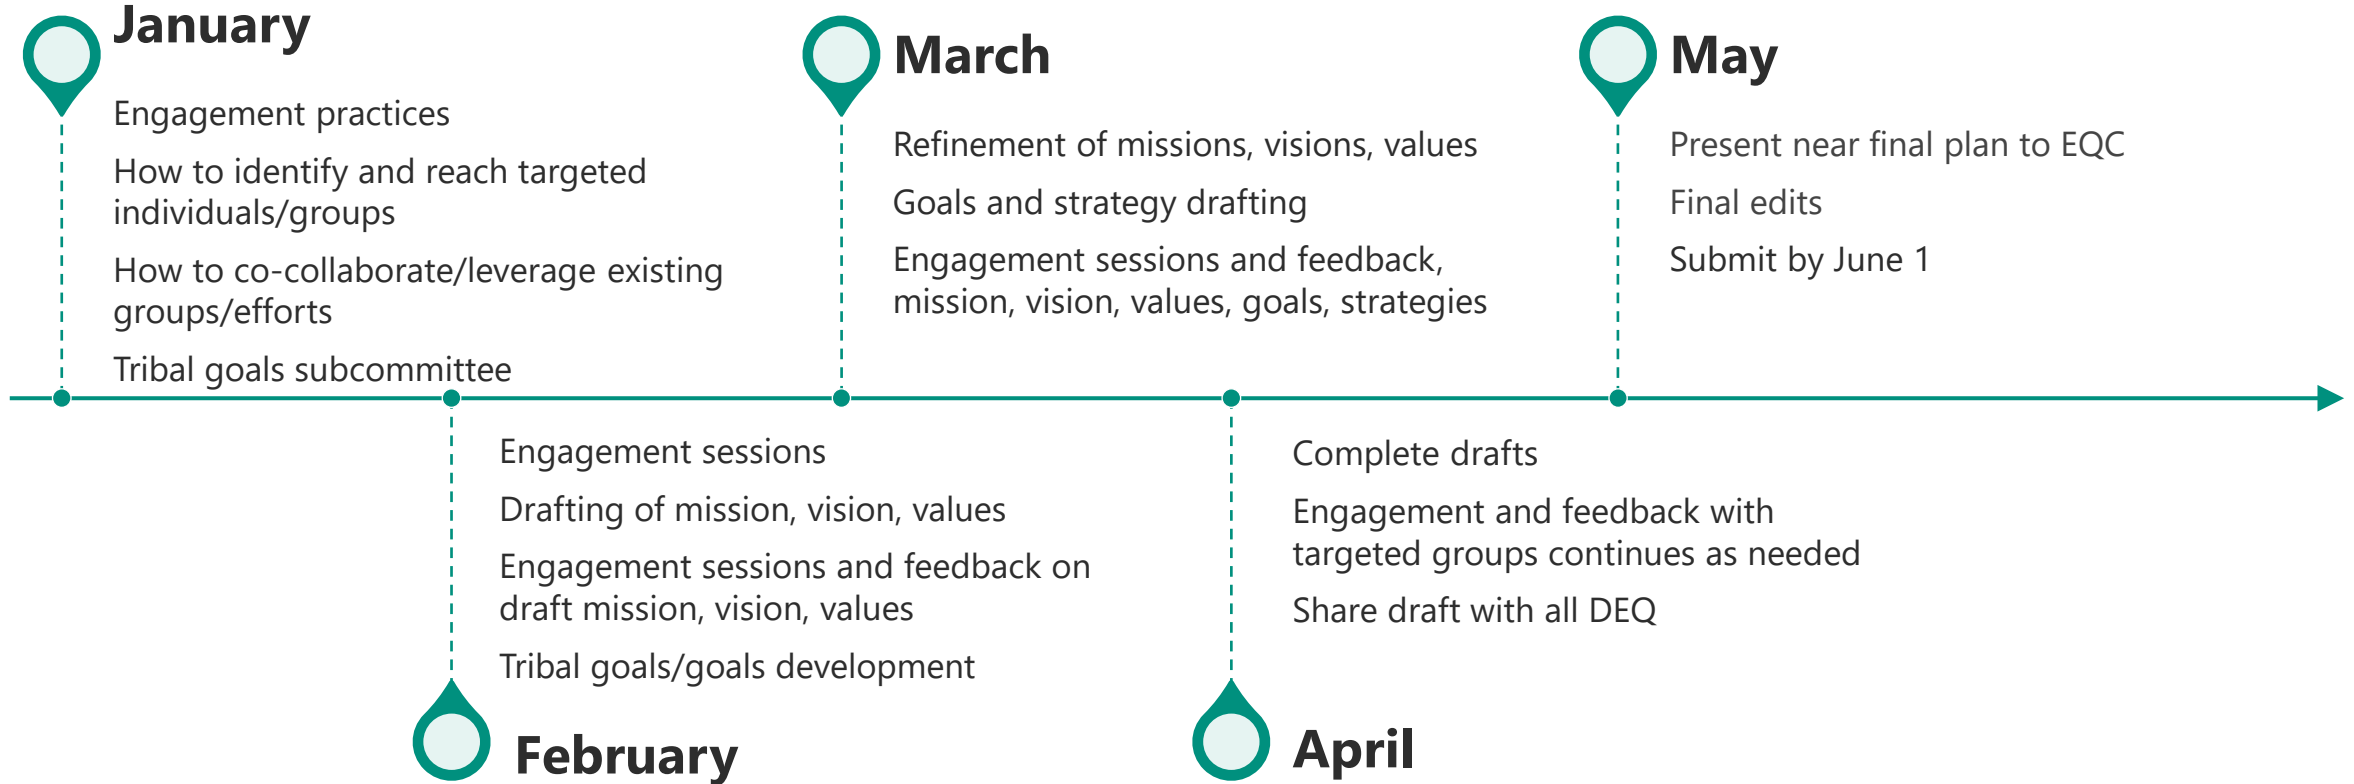 January
Engagement practices
How to identify and reach targeted
individuals/groups
How to co-collaborate/leverage existing
groups/efforts
Tribal goals subcommittee
Engagement sessions
Drafting of mission, vision, values
Engagement sessions and feedback on
draft mission, vision, values
Tribal goals/goals development
February
March
Refinement of missions, visions, values
Goals and strategy drafting
Engagement sessions and feedback,
mission, vision, values, goals, strategies
Complete drafts
Engagement and feedback with
targeted groups continues as needed
Share draft with all DEQ
April
May
Present near final plan to EQC
Final edits
Submit by June 1